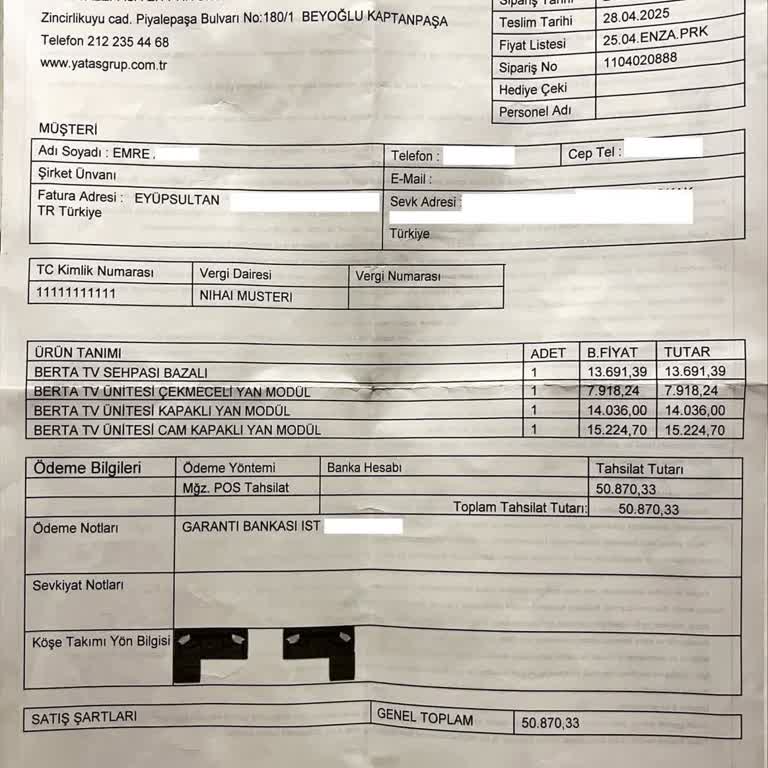 Zincirlikuyu cad. Piyalepaşa Bulvarı No:180/1 BEYOĞLU KAPTANPAŞA
Telefon 212 235 44 68
www.yatasgrup.com.tr
Sipariş Tarihi
Teslim Tarihi 28.04.2025
Fiyat Listesi 25.04.ENZA.PRK
Sipariş No 1104020888
Hediye Çeki
Personel Adı
MÜŞTERİ
Adı Soyadı : EMRE
Telefon :
Cep Tel :
Şirket Ünvanı
E-Mail :
Fatura Adresi : EYÜPSULTAN
TR Türkiye
Sevk Adresi :
Türkiye
TC Kimlik Numarası Vergi Dairesi Vergi Numarası
11111111111 NIHAI MUSTERI
ÜRÜN TANIMI ADET B.FİYAT TUTAR
BERTA TV SEHPASI BAZALI 1 13.691,39 13.691,39
BERTA TV ÜNİTESİ ÇEKMECELİ YAN MODÜL 1 7.918,24 7.918,24
BERTA TV ÜNİTESİ KAPAKLI YAN MODÜL 1 14.036,00 14.036,00
BERTA TV ÜNİTESİ CAM KAPAKLI YAN MODÜL 1 15.224,70 15.224,70
Ödeme Bilgileri Ödeme Yöntemi Banka Hesabı Tahsilat Tutarı
Mğz. POS Tahsilat 50.870,33
Toplam Tahsilat Tutarı: 50.870,33
Ödeme Notları GARANTI BANKASI IST
Sevkiyat Notları
Köşe Takımı Yön Bilgisi
SATIŞ ŞARTLARI GENEL TOPLAM 50.870,33